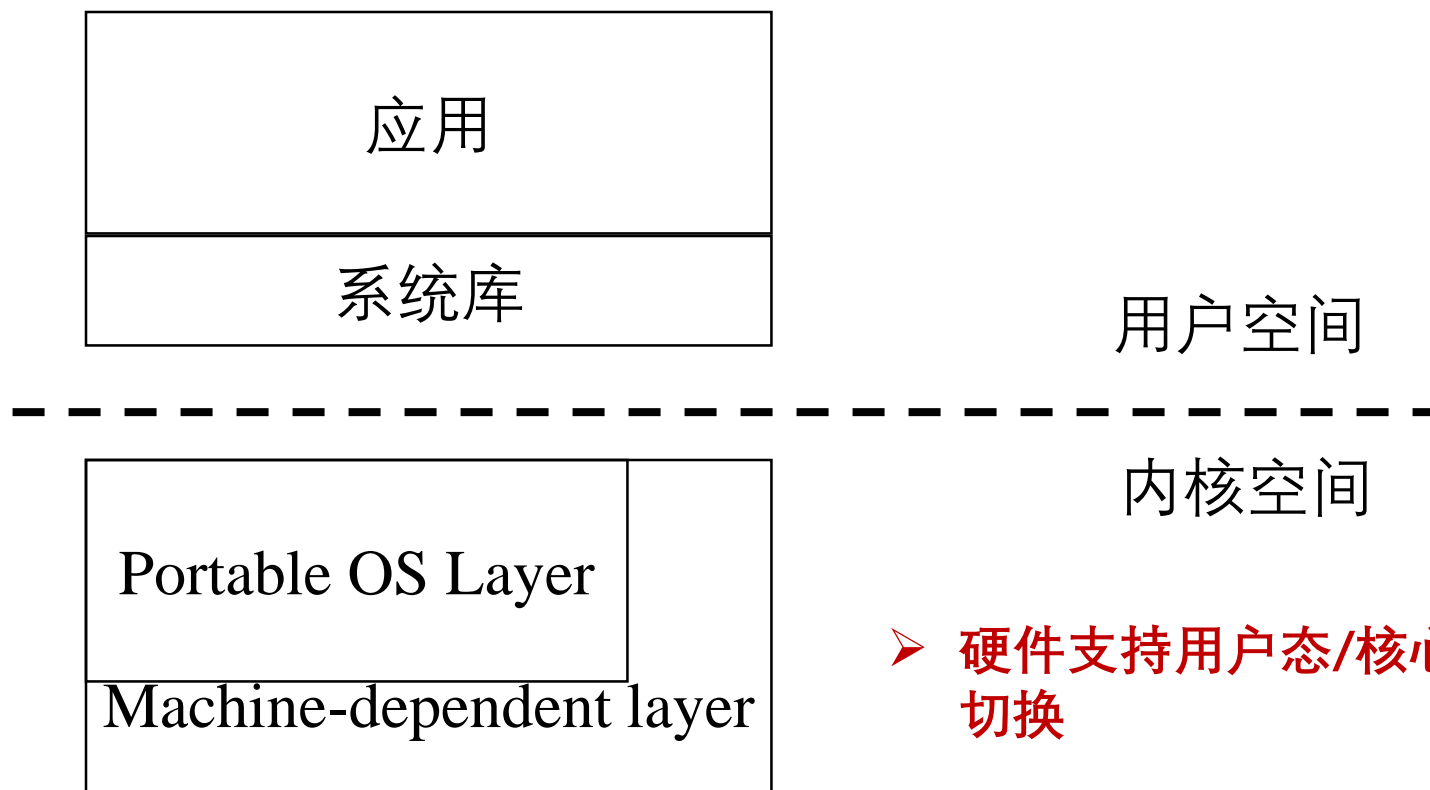 应用
系统库
用户空间
内核空间
Portable OS Layer
硬件支持用户态/核
切换
Machine-dependent layer